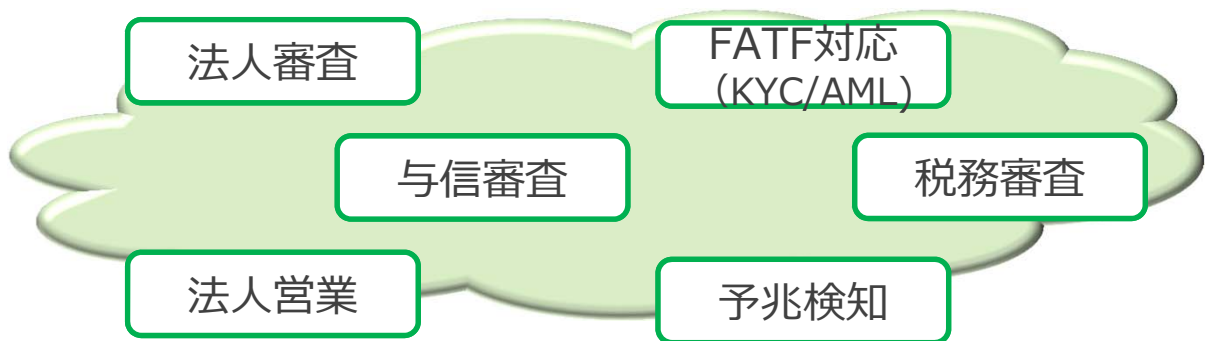 法人審査
FATF対応
（KYC/AML)
与信審査
税務審査
法人営業
予兆検知